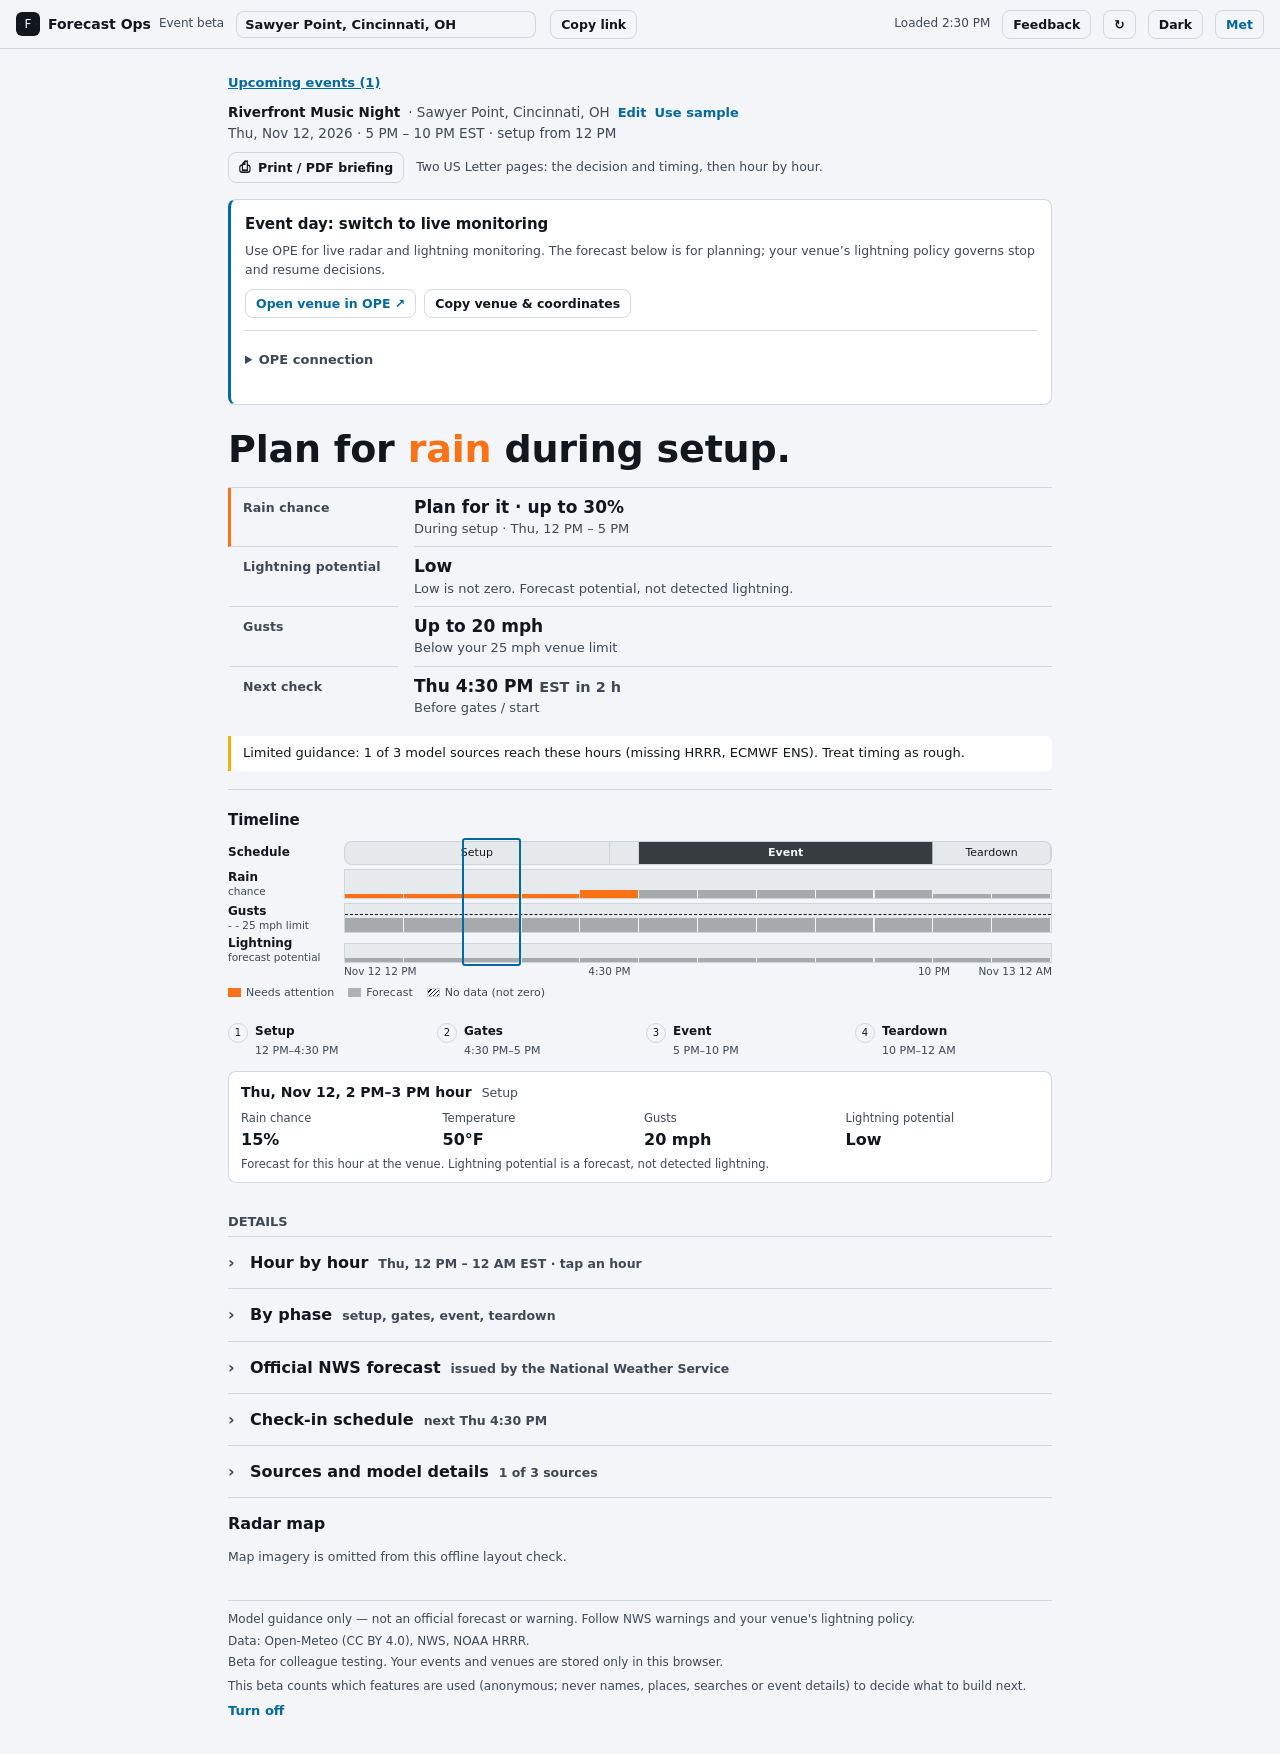 F Forecast Ops Event beta Sawyer Point, Cincinnati, OH Copy link Loaded 2:30 PM Feedback ↻ Dark Met
Upcoming events (1)
Riverfront Music Night · Sawyer Point, Cincinnati, OH Edit Use sample
Thu, Nov 12, 2026 · 5 PM – 10 PM EST · setup from 12 PM
⎙ Print / PDF briefing Two US Letter pages: the decision and timing, then hour by hour.
Event day: switch to live monitoring
Use OPE for live radar and lightning monitoring. The forecast below is for planning; your venue’s lightning policy governs stop
and resume decisions.
Open venue in OPE ↗ Copy venue & coordinates
▶ OPE connection
Plan for rain during setup.
Rain chance Plan for it · up to 30%
During setup · Thu, 12 PM – 5 PM
Lightning potential Low
Low is not zero. Forecast potential, not detected lightning.
Gusts Up to 20 mph
Below your 25 mph venue limit
Next check Thu 4:30 PM EST in 2 h
Before gates / start
Limited guidance: 1 of 3 model sources reach these hours (missing HRRR, ECMWF ENS). Treat timing as rough.
Timeline
Schedule Setup Event Teardown
Rain
chance
Gusts
- - 25 mph limit
Lightning
forecast potential
Nov 12 12 PM 4:30 PM 10 PM Nov 13 12 AM
Needs attention Forecast No data (not zero)
1 Setup 2 Gates 3 Event 4 Teardown
12 PM–4:30 PM 4:30 PM–5 PM 5 PM–10 PM 10 PM–12 AM
Thu, Nov 12, 2 PM–3 PM hour Setup
Rain chance Temperature Gusts Lightning potential
15% 50°F 20 mph Low
Forecast for this hour at the venue. Lightning potential is a forecast, not detected lightning.
DETAILS
› Hour by hour Thu, 12 PM – 12 AM EST · tap an hour
› By phase setup, gates, event, teardown
› Official NWS forecast issued by the National Weather Service
› Check-in schedule next Thu 4:30 PM
› Sources and model details 1 of 3 sources
Radar map
Map imagery is omitted from this offline layout check.
Model guidance only — not an official forecast or warning. Follow NWS warnings and your venue's lightning policy.
Data: Open-Meteo (CC BY 4.0), NWS, NOAA HRRR.
Beta for colleague testing. Your events and venues are stored only in this browser.
This beta counts which features are used (anonymous; never names, places, searches or event details) to decide what to build next.
Turn off